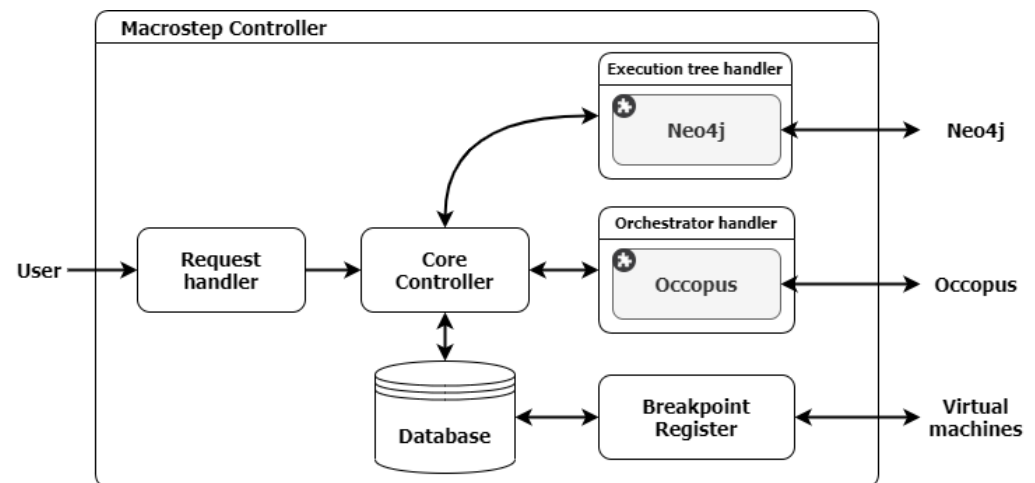 Macrostep Controller
Execution tree handler
Neo4j
Neo4j
Orchestrator handler
User
Request
handler
Core
Controller
Occopus
Occopus
Database
Breakpoint
Register
Virtual
machines